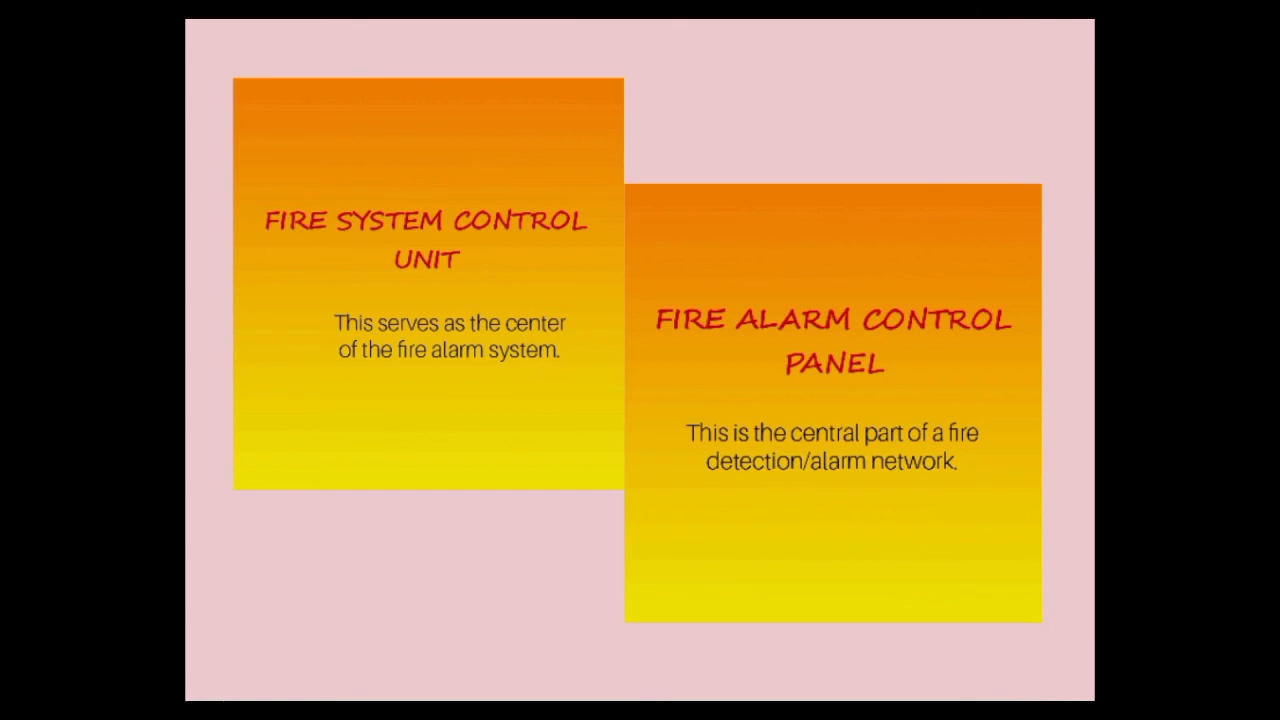 FIRE SYSTEM CONTROL
UNIT
This serves as the center
of the fire alarm system.
FIRE ALARM CONTROL
PANEL
This is the central part of a fire
detection/alarm network.